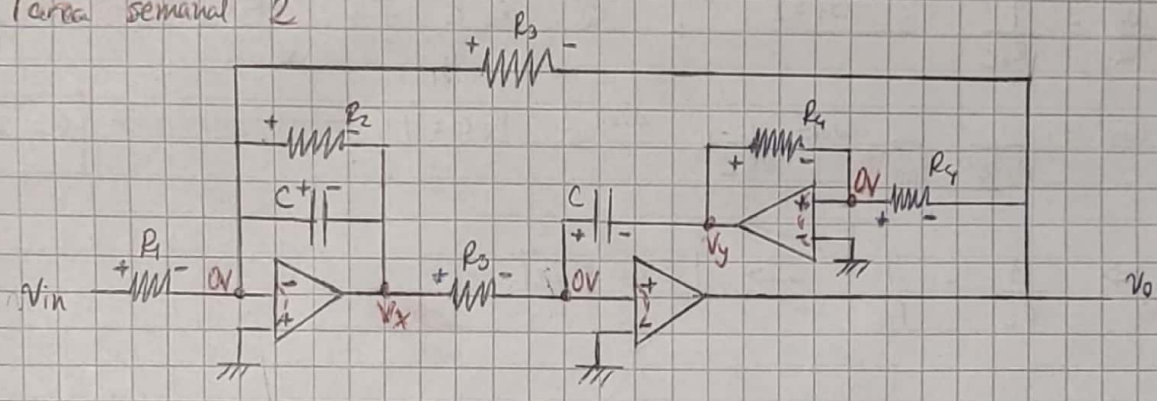 Tarea semanal 2
R3
+ -
R2
+ -
R4
+ -
C + -
C
+ -
0V
R4
+ -
R1
+ -
0V
R3
+ -
0V
Vy
Vin
Vx
Vo
- +
+ -
+ -